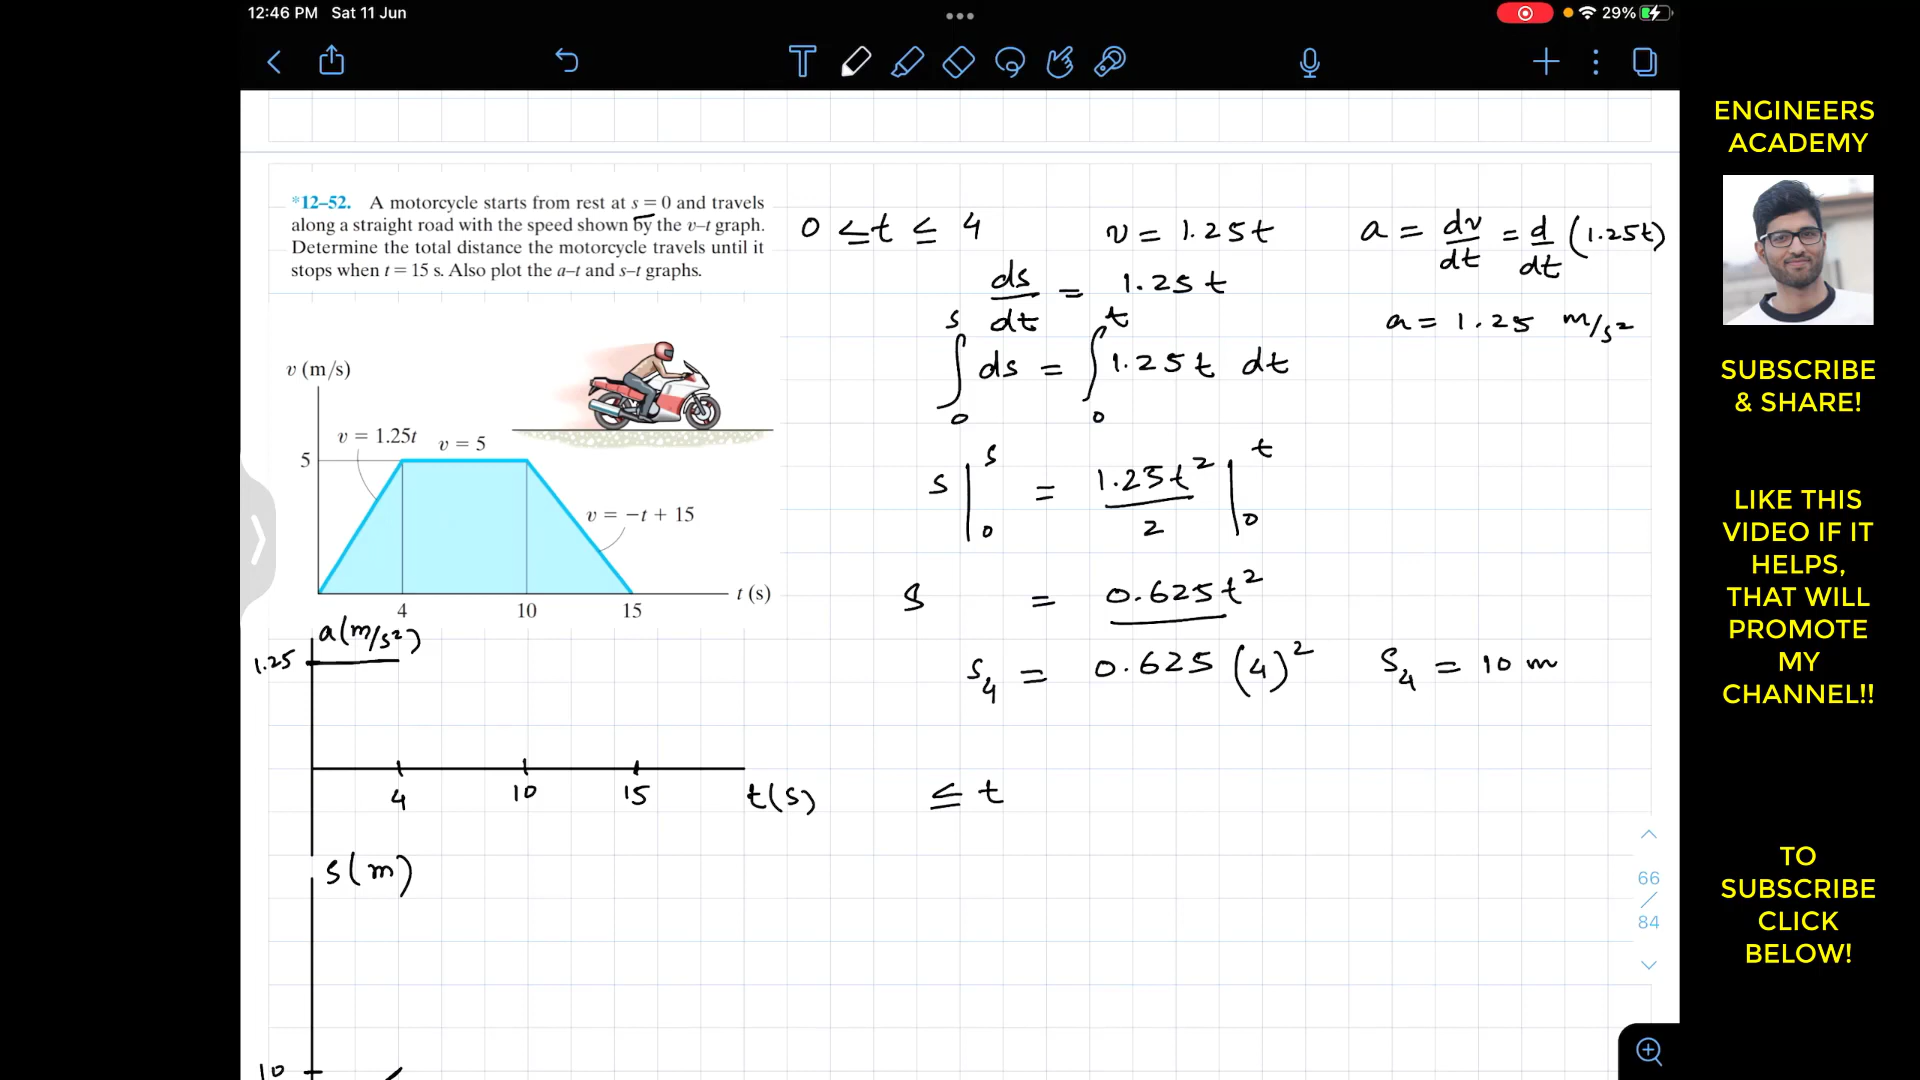 12:46 PM Sat 11 Jun
29%
*12–52. A motorcycle starts from rest at s = 0 and travels
along a straight road with the speed shown by the v–t graph.
Determine the total distance the motorcycle travels until it
stops when t = 15 s. Also plot the a–t and s–t graphs.
v (m/s)
v = 1.25t
v = 5
5
v = −t + 15
4
10
15
t (s)
a(m/s²)
1.25
4
10
15
t(s)
s(m)
10
0 ≤ t ≤ 4
v = 1.25t
ds/dt = 1.25t
∫₀ˢ ds = ∫₀ᵗ 1.25t dt
s|₀ˢ = 1.25t²/2|₀ᵗ
s = 0.625t²
s₄ = 0.625(4)²
s₄ = 10 m
≤ t
a = dv/dt = d/dt (1.25t)
a = 1.25 m/s²
66
/
84
ENGINEERS
ACADEMY
SUBSCRIBE
& SHARE!
LIKE THIS
VIDEO IF IT
HELPS,
THAT WILL
PROMOTE
MY
CHANNEL!!
TO
SUBSCRIBE
CLICK
BELOW!